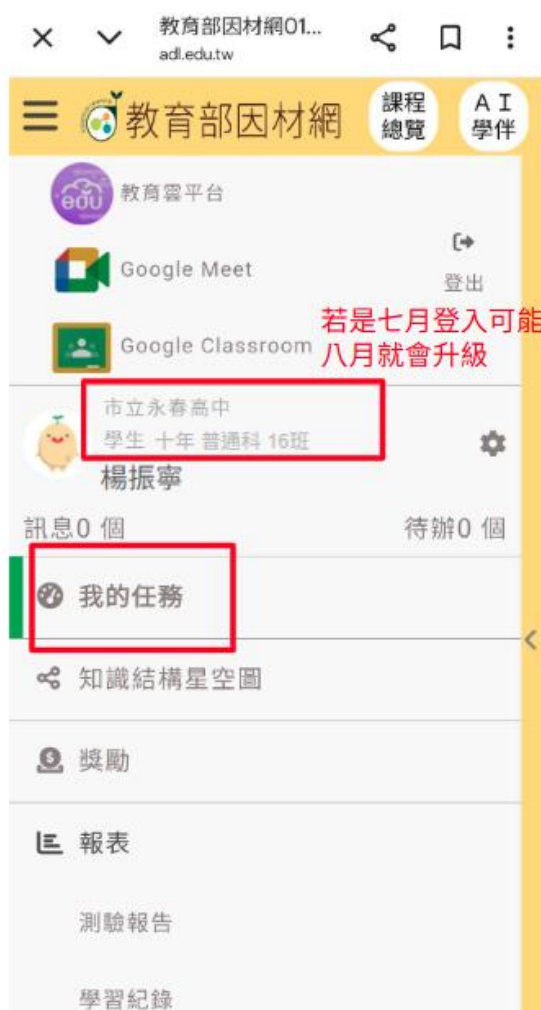 教育部因材網01...
adl.edu.tw
教育部因材網
課程
總覽
AI
學伴
edu
教育雲平台
Google Meet
登出
Google Classroom
若是七月登入可能
八月就會升級
市立永春高中
學生 十年 普通科 16班
楊振寧
訊息0 個
待辦0 個
我的任務
知識結構星空圖
獎勵
報表
測驗報告
學習紀錄